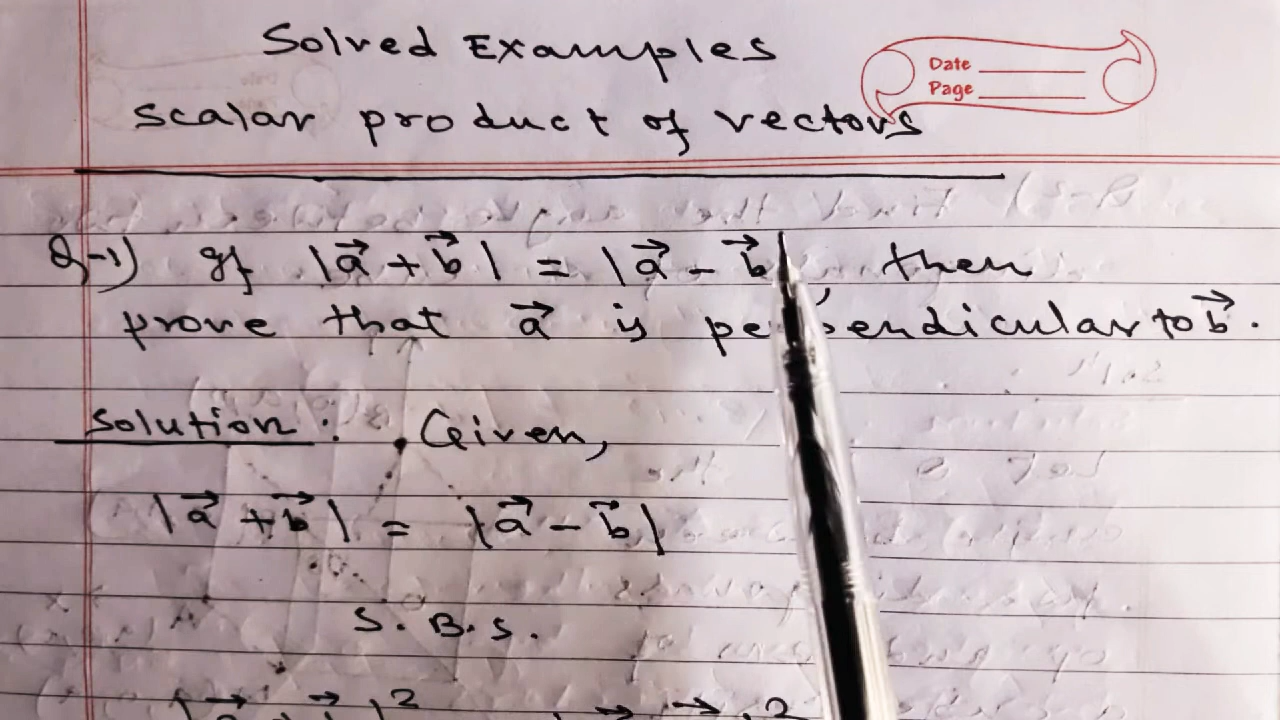 Solved Examples
Date
Page
scalar product of vectors
Q-1) If |a⃗ + b⃗| = |a⃗ - b⃗|, then
prove that a⃗ is perpendicular to b⃗.
Solution: Given,
|a⃗ + b⃗| = |a⃗ - b⃗|
S.B.S.